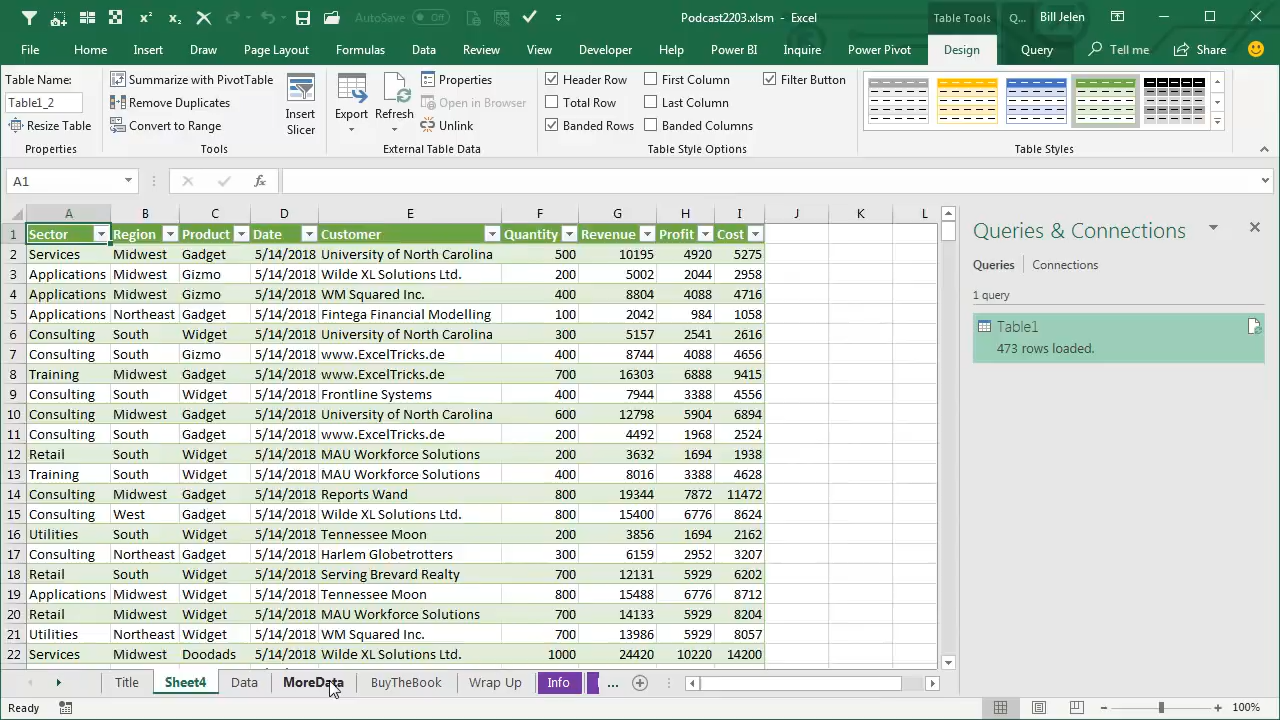 AutoSave Off
Podcast2203.xlsm - Excel
Table Tools
Q...
Bill Jelen
File Home Insert Draw Page Layout Formulas Data Review View Developer Help Power BI Inquire Power Pivot Design Query Tell me Share
Table Name:
Table1_2
Resize Table
Properties
Summarize with PivotTable
Remove Duplicates
Convert to Range
Tools
Insert
Slicer
Export
Refresh
Properties
Open in Browser
Unlink
External Table Data
Header Row
Total Row
Banded Rows
First Column
Last Column
Banded Columns
Filter Button
Table Style Options
Table Styles
A1
fx
A B C D E F G H I J K L
1 Sector Region Product Date Customer Quantity Revenue Profit Cost
2 Services Midwest Gadget 5/14/2018 University of North Carolina 500 10195 4920 5275
3 Applications Midwest Gizmo 5/14/2018 Wilde XL Solutions Ltd. 200 5002 2044 2958
4 Applications Midwest Gizmo 5/14/2018 WM Squared Inc. 400 8804 4088 4716
5 Applications Northeast Gadget 5/14/2018 Fintega Financial Modelling 100 2042 984 1058
6 Consulting South Widget 5/14/2018 University of North Carolina 300 5157 2541 2616
7 Consulting South Gizmo 5/14/2018 www.ExcelTricks.de 400 8744 4088 4656
8 Training Midwest Gadget 5/14/2018 www.ExcelTricks.de 700 16303 6888 9415
9 Consulting South Widget 5/14/2018 Frontline Systems 400 7944 3388 4556
10 Consulting Midwest Gadget 5/14/2018 University of North Carolina 600 12798 5904 6894
11 Consulting South Gadget 5/14/2018 www.ExcelTricks.de 200 4492 1968 2524
12 Retail South Widget 5/14/2018 MAU Workforce Solutions 200 3632 1694 1938
13 Training South Widget 5/14/2018 MAU Workforce Solutions 400 8016 3388 4628
14 Consulting Midwest Gadget 5/14/2018 Reports Wand 800 19344 7872 11472
15 Consulting West Gadget 5/14/2018 Wilde XL Solutions Ltd. 800 15400 6776 8624
16 Utilities South Widget 5/14/2018 Tennessee Moon 200 3856 1694 2162
17 Consulting Northeast Gadget 5/14/2018 Harlem Globetrotters 300 6159 2952 3207
18 Retail South Widget 5/14/2018 Serving Brevard Realty 700 12131 5929 6202
19 Applications Midwest Widget 5/14/2018 Tennessee Moon 800 15488 6776 8712
20 Retail Midwest Widget 5/14/2018 MAU Workforce Solutions 700 14133 5929 8204
21 Utilities Northeast Widget 5/14/2018 WM Squared Inc. 700 13986 5929 8057
22 Services Midwest Doodads 5/14/2018 Wilde XL Solutions Ltd. 1000 24420 10220 14200
Queries & Connections
Queries Connections
1 query
Table1
473 rows loaded.
Title Sheet4 Data MoreData BuyTheBook Wrap Up Info ...
Ready
100%